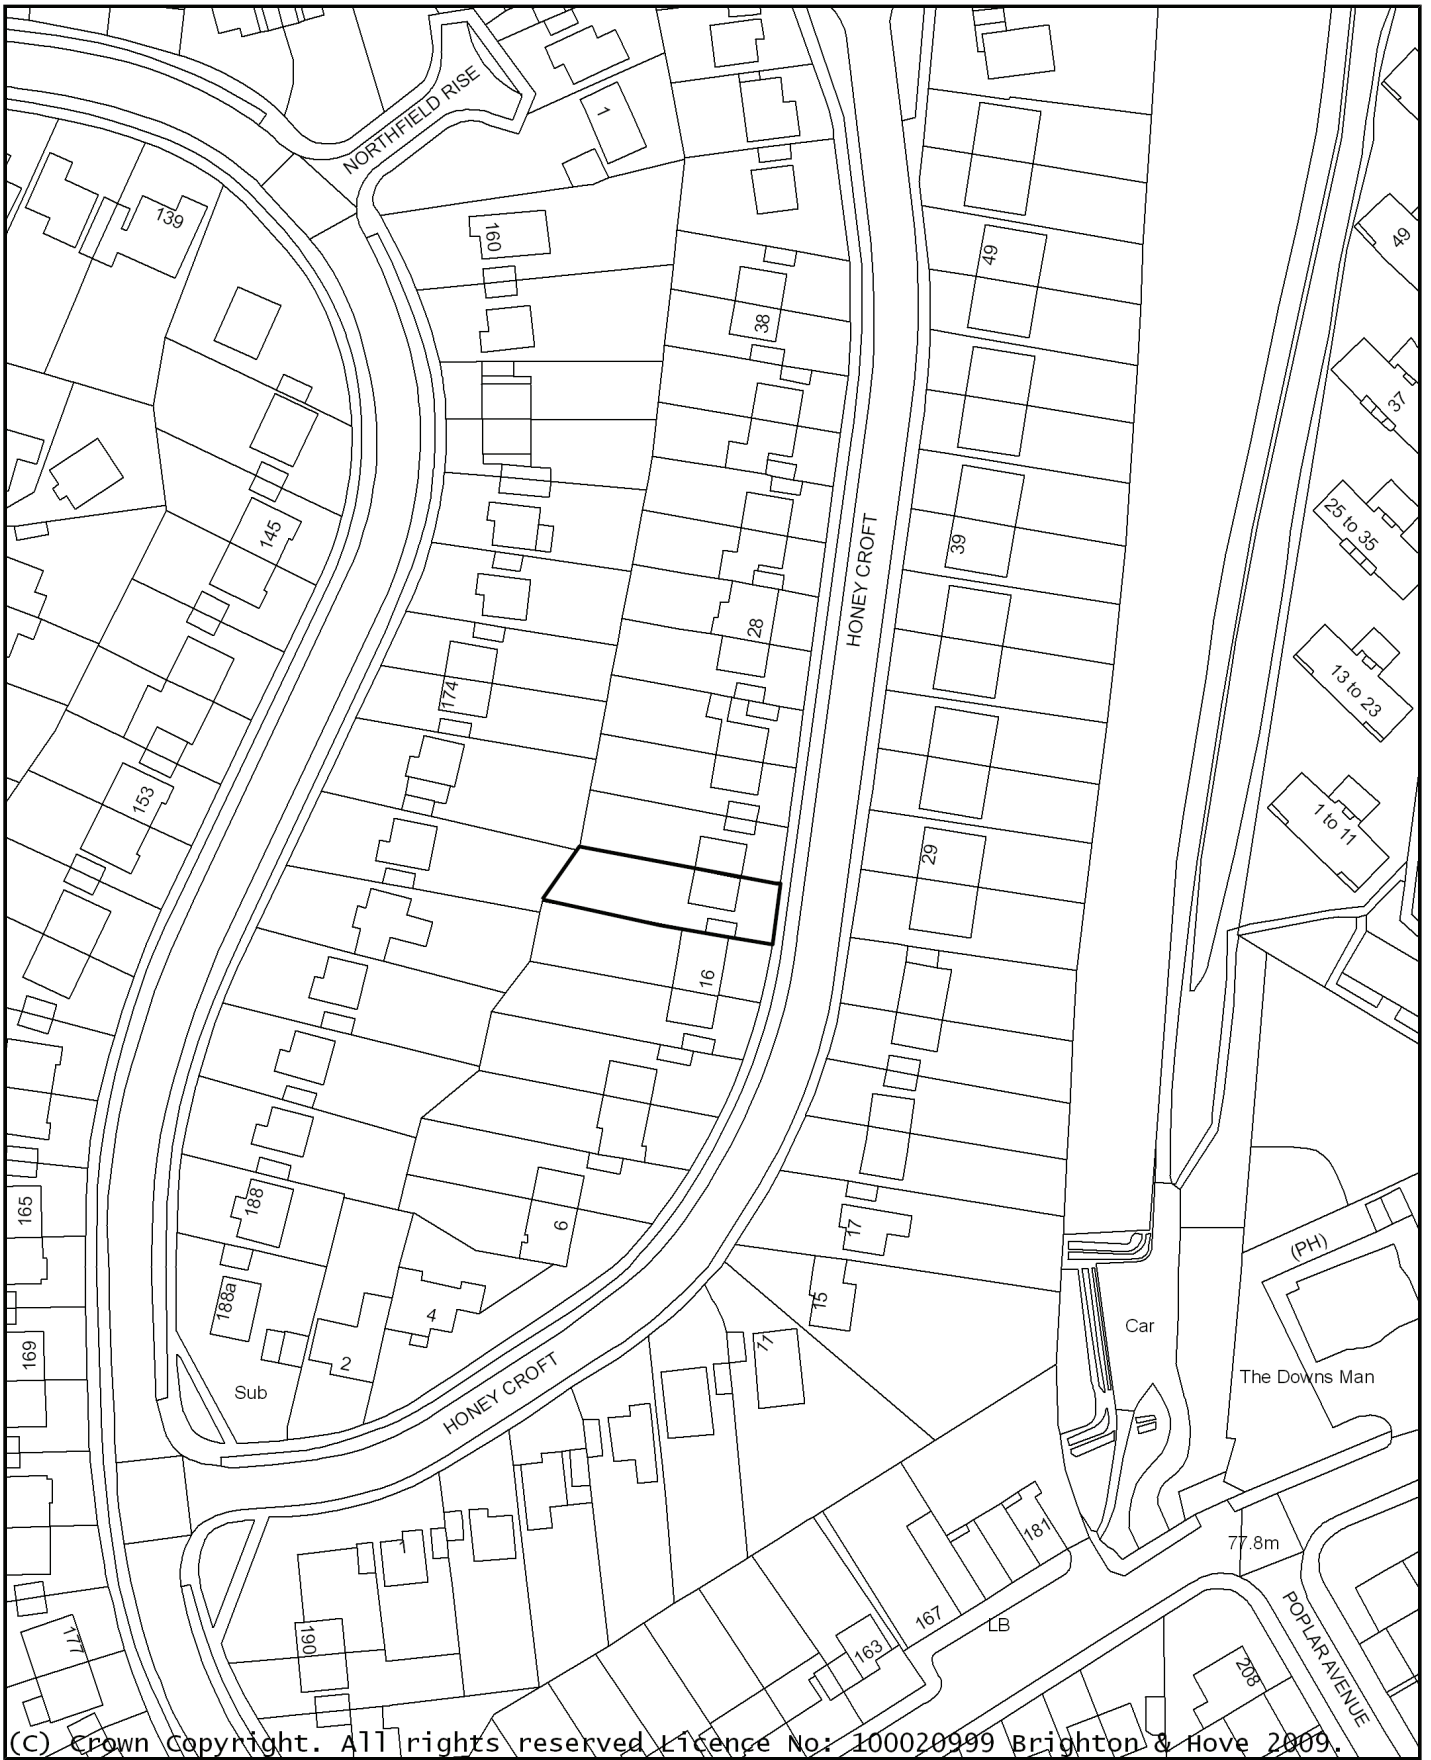 NORTHFIELD RISE
1
139
160
49
49
38
37
145
39
25 to 35
HONEY CROFT
28
174
13 to 23
153
29
1 to 11
16
188
165
6
17
(PH)
188a
15
4
Car
11
169
2
The Downs Man
Sub
HONEY CROFT
181
1
77.8m
190
177
167
LB
163
208
POPLAR AVENUE
(C) Crown Copyright. All rights reserved Licence No: 100020999 Brighton & Hove 2009.